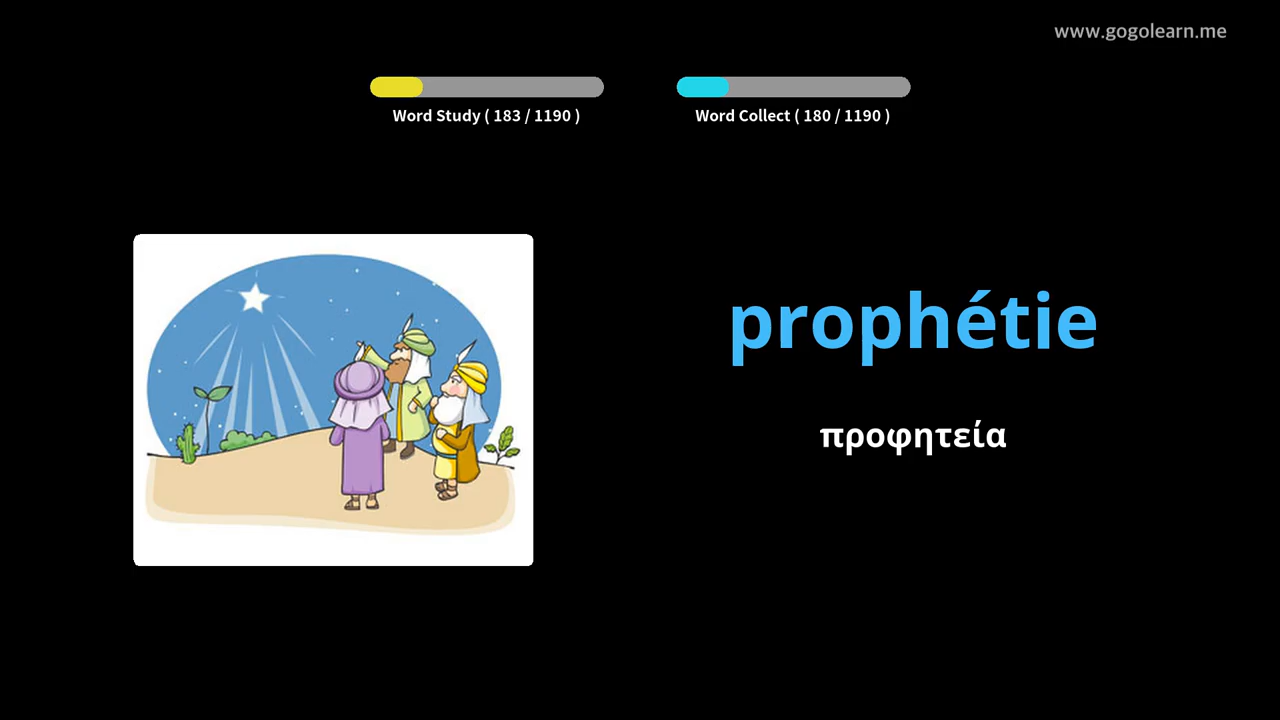 www.gogolearn.me
Word Study ( 183 / 1190 )
Word Collect ( 180 / 1190 )
prophétie
προφητεία